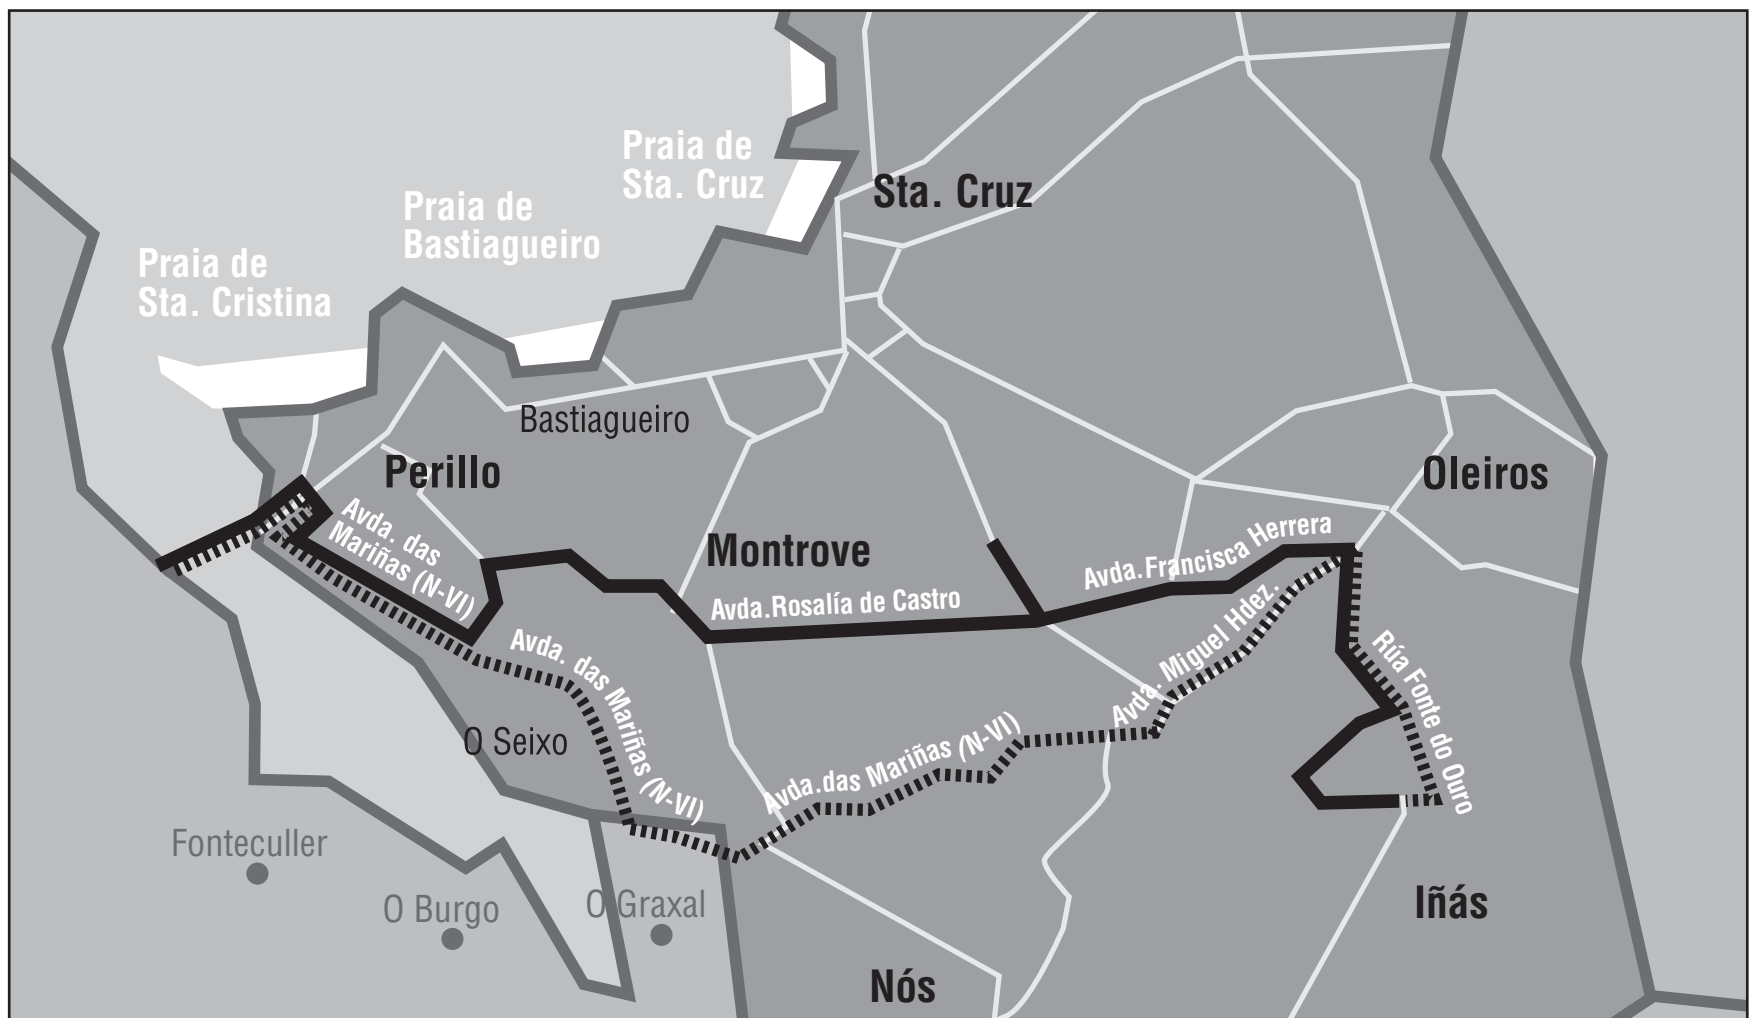 Praia de
Sta. Cruz
Sta. Cruz
Praia de
Bastiagueiro
Praia de
Sta. Cristina
Bastiagueiro
Perillo
Oleiros
Avda. das
Mariñas (N-VI)
Montrove
Avda.Francisca Herrera
Avda.Rosalía de Castro
Avda. Miguel Hdez.
Avda. das Mariñas (N-VI)
Rúa Fonte do Ouro
O Seixo
Avda.das Mariñas (N-VI)
Fonteculler
O Burgo
O Graxal
Iñás
Nós